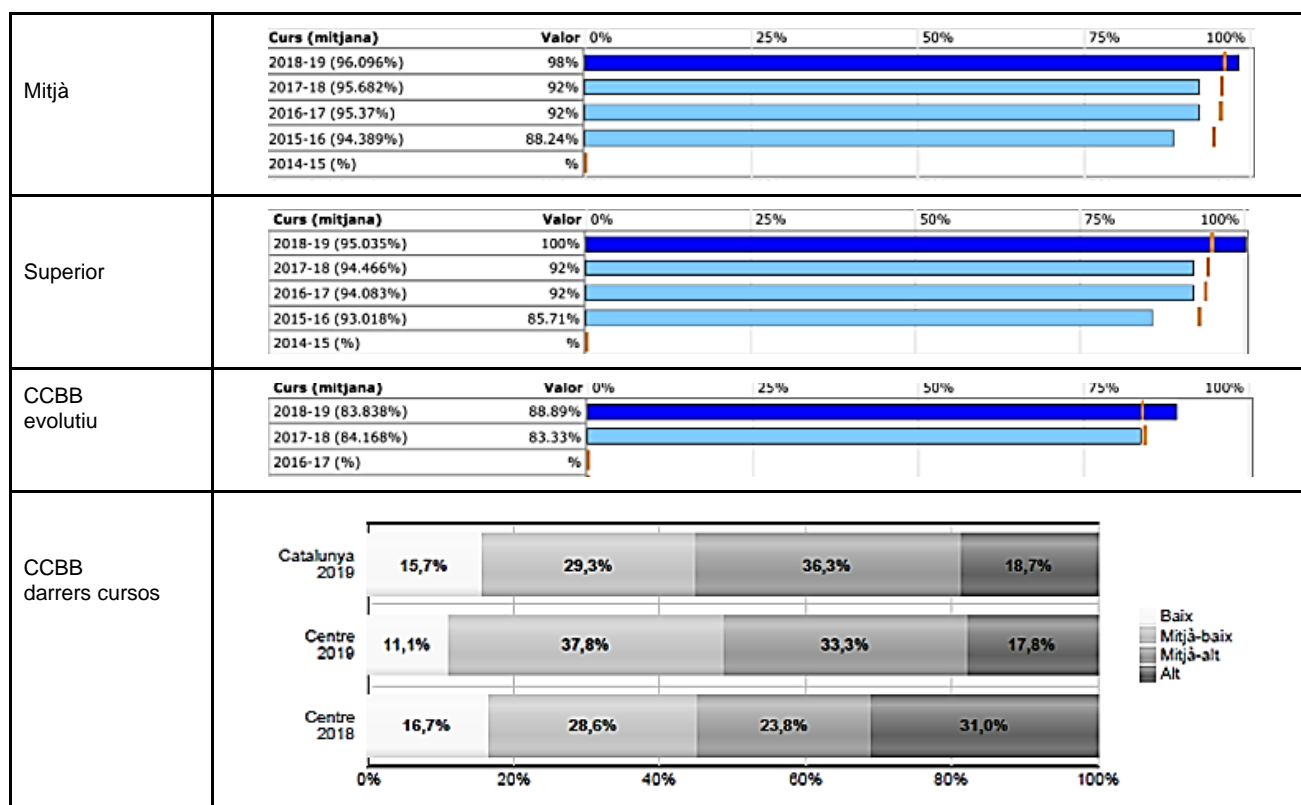 Mitjà
Curs (mitjana) Valor 0% 25% 50% 75% 100%
2018-19 (96.096%) 98%
2017-18 (95.682%) 92%
2016-17 (95.37%) 92%
2015-16 (94.389%) 88.24%
2014-15 (%) %
Superior
Curs (mitjana) Valor 0% 25% 50% 75% 100%
2018-19 (95.035%) 100%
2017-18 (94.466%) 92%
2016-17 (94.083%) 92%
2015-16 (93.018%) 85.71%
2014-15 (%) %
CCBB
evolutiu
Curs (mitjana) Valor 0% 25% 50% 75% 100%
2018-19 (83.838%) 88.89%
2017-18 (84.168%) 83.33%
2016-17 (%) %
CCBB
darrers cursos
Catalunya
2019
15,7% 29,3% 36,3% 18,7%
Centre
2019
11,1% 37,8% 33,3% 17,8%
Centre
2018
16,7% 28,6% 23,8% 31,0%
0% 20% 40% 60% 80% 100%
Baix
Mitjà-baix
Mitjà-alt
Alt